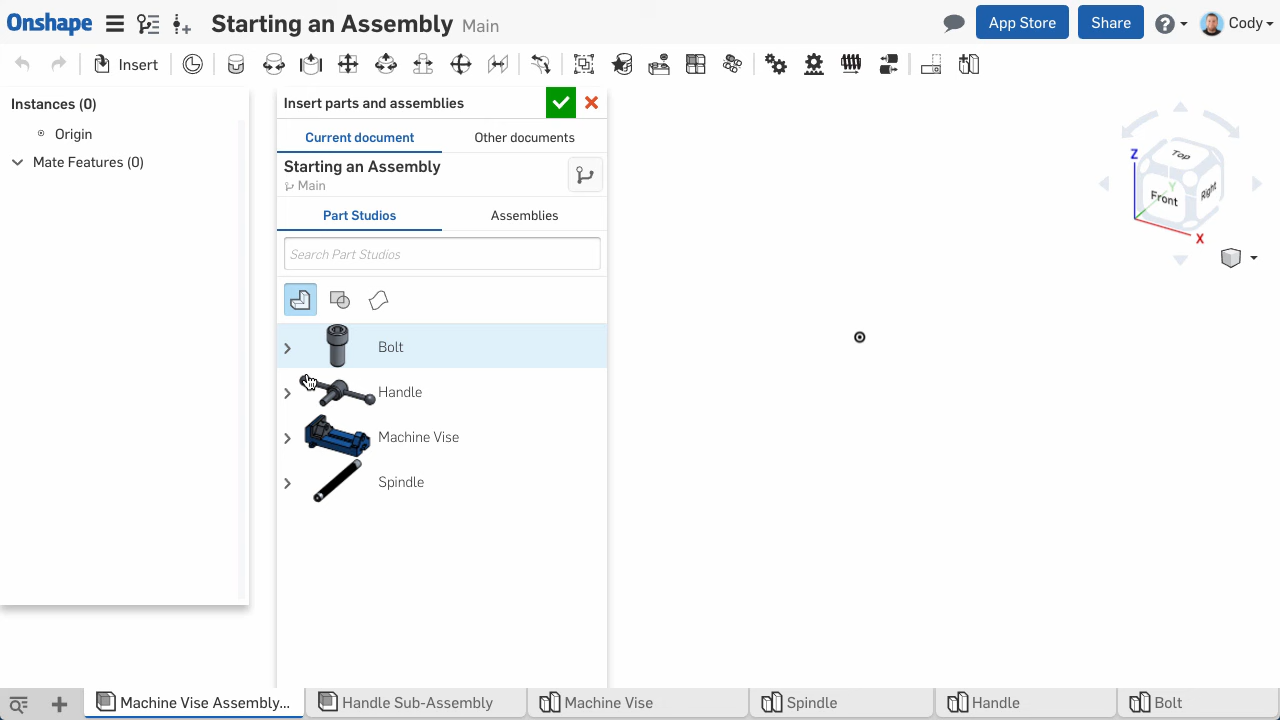 Onshape
Starting an Assembly Main
App Store
Share
Cody
Insert
Instances (0)
Origin
Mate Features (0)
Insert parts and assemblies
Current document
Other documents
Starting an Assembly
Main
Part Studios
Assemblies
Search Part Studios
Bolt
Handle
Machine Vise
Spindle
Top
Front
Right
Z
Y
X
Machine Vise Assembly...
Handle Sub-Assembly
Machine Vise
Spindle
Handle
Bolt